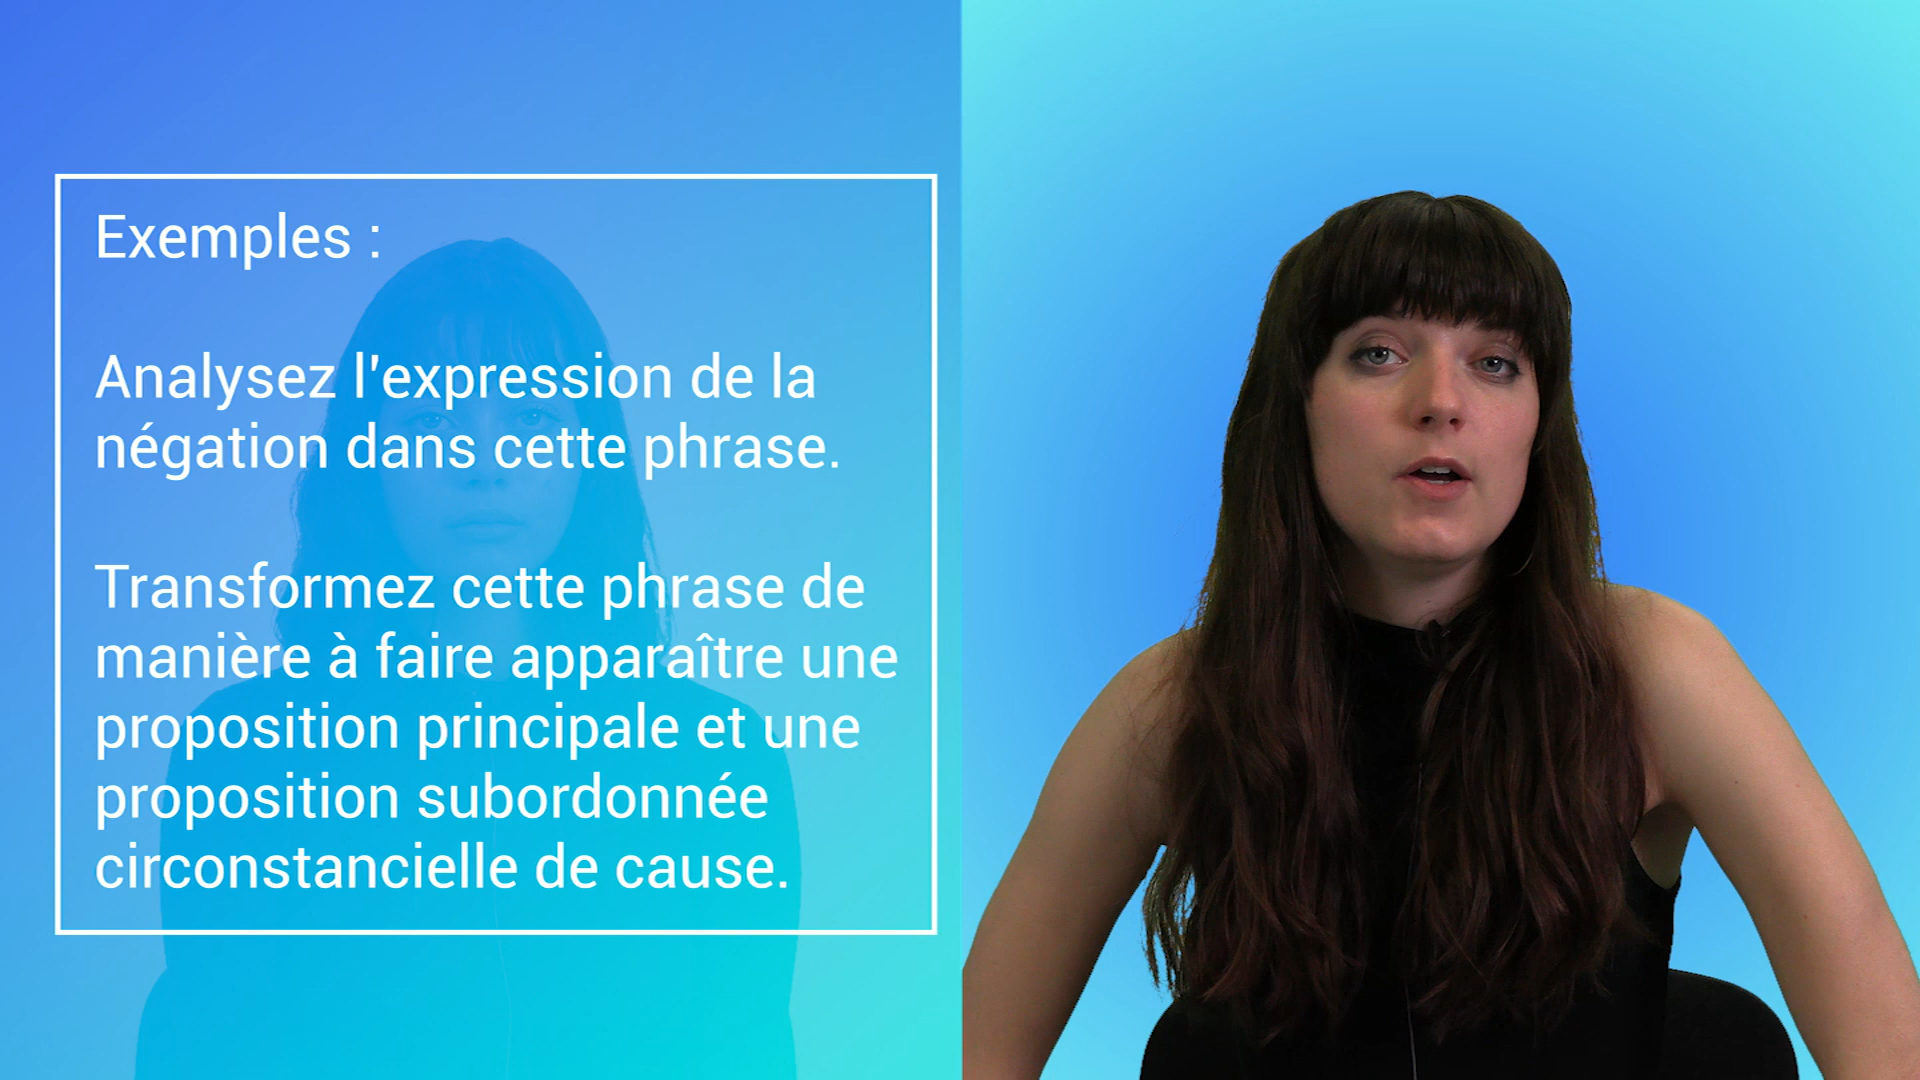 Exemples :
Analysez l'expression de la
négation dans cette phrase.
Transformez cette phrase de
manière à faire apparaître une
proposition principale et une
proposition subordonnée
circonstancielle de cause.